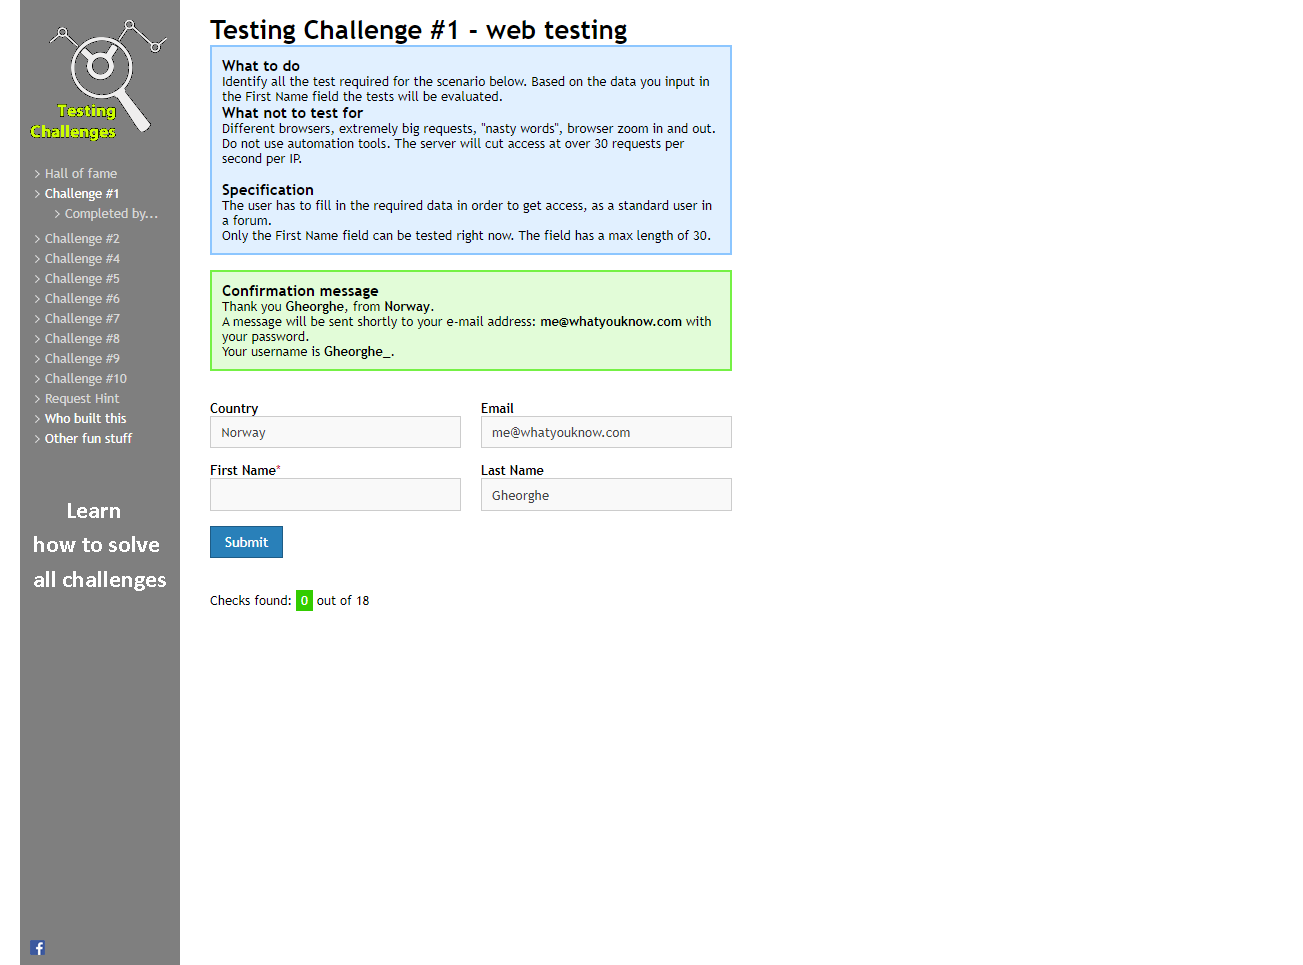 Testing
Challenges
Hall of fame
Challenge #1
Completed by...
Challenge #2
Challenge #4
Challenge #5
Challenge #6
Challenge #7
Challenge #8
Challenge #9
Challenge #10
Request Hint
Who built this
Other fun stuff
Learn
how to solve
all challenges
Testing Challenge #1 - web testing
What to do
Identify all the test required for the scenario below. Based on the data you input in
the First Name field the tests will be evaluated.
What not to test for
Different browsers, extremely big requests, "nasty words", browser zoom in and out.
Do not use automation tools. The server will cut access at over 30 requests per
second per IP.
Specification
The user has to fill in the required data in order to get access, as a standard user in
a forum.
Only the First Name field can be tested right now. The field has a max length of 30.
Confirmation message
Thank you Gheorghe, from Norway.
A message will be sent shortly to your e-mail address: me@whatyouknow.com with
your password.
Your username is Gheorghe_.
Country
Email
Norway
me@whatyouknow.com
First Name*
Last Name
Gheorghe
Submit
Checks found: 0 out of 18
f